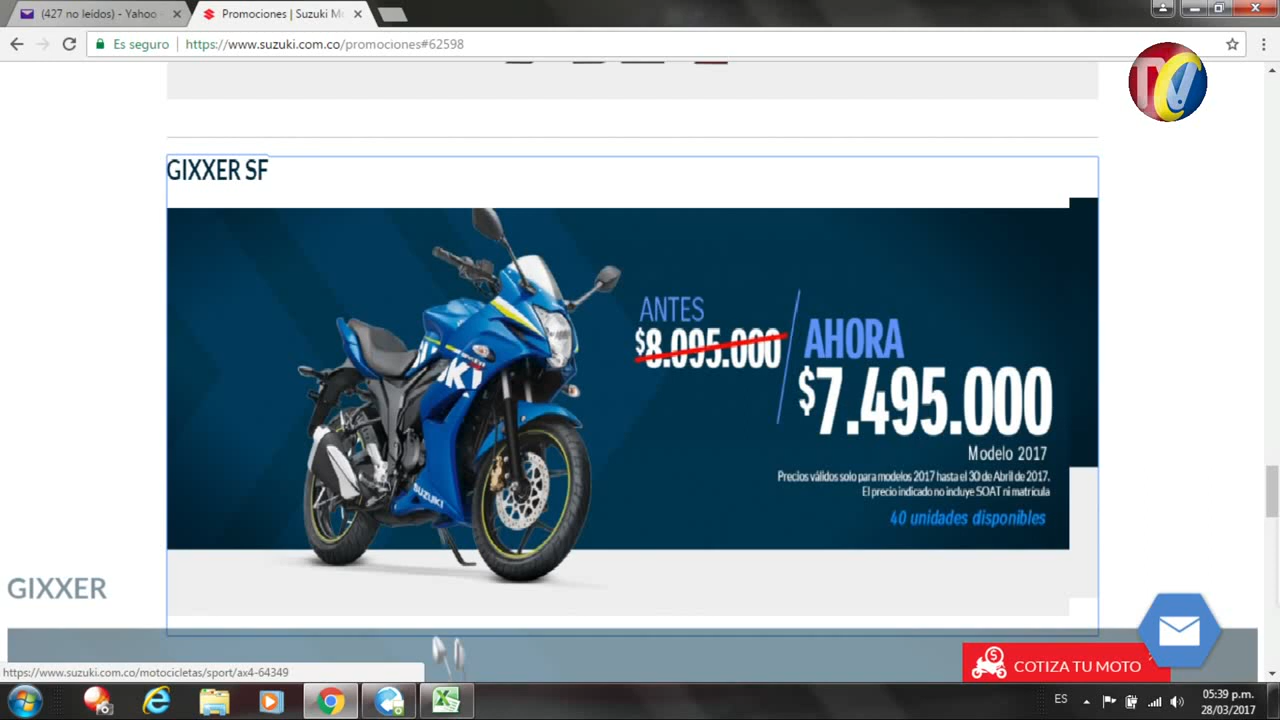 (427 no leídos) - Yahoo
Promociones | Suzuki Mo
Es seguro
https://www.suzuki.com.co/promociones#62598
TVC
GIXXER SF
ANTES
$8.095.000
AHORA
$7.495.000
Modelo 2017
Precios válidos solo para modelos 2017 hasta el 30 de Abril de 2017.
El precio indicado no incluye SOAT ni matricula
40 unidades disponibles
SUZUKI
GIXXER
COTIZA TU MOTO
https://www.suzuki.com.co/motocicletas/sport/ax4-64349
ES
05:39 p.m.
28/03/2017